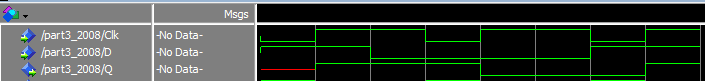 Msgs
/part3_2008/Clk -No Data-
/part3_2008/D -No Data-
/part3_2008/Q -No Data-